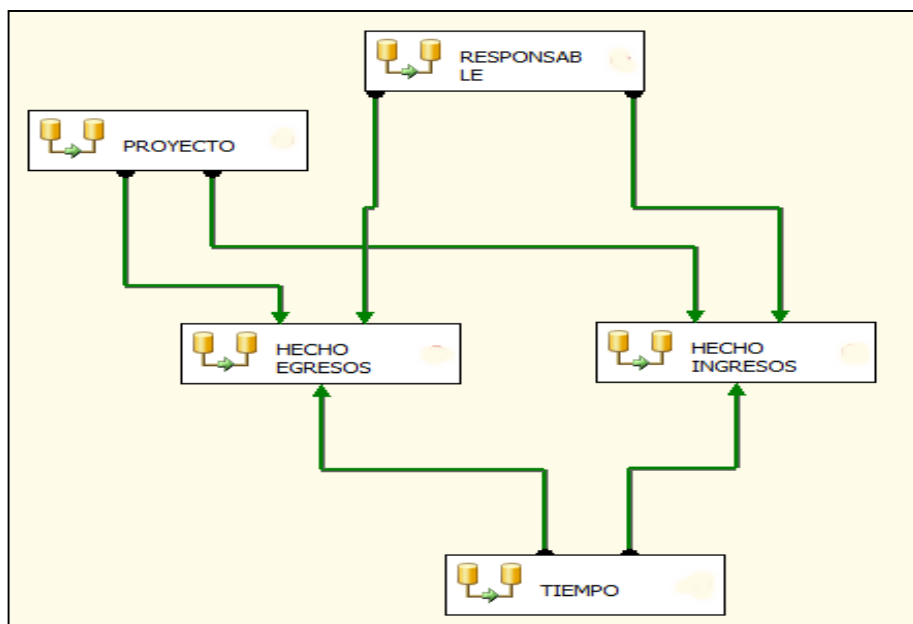 RESPONSAB
LE
PROYECTO
HECHO
EGRESOS
HECHO
INGRESOS
TIEMPO